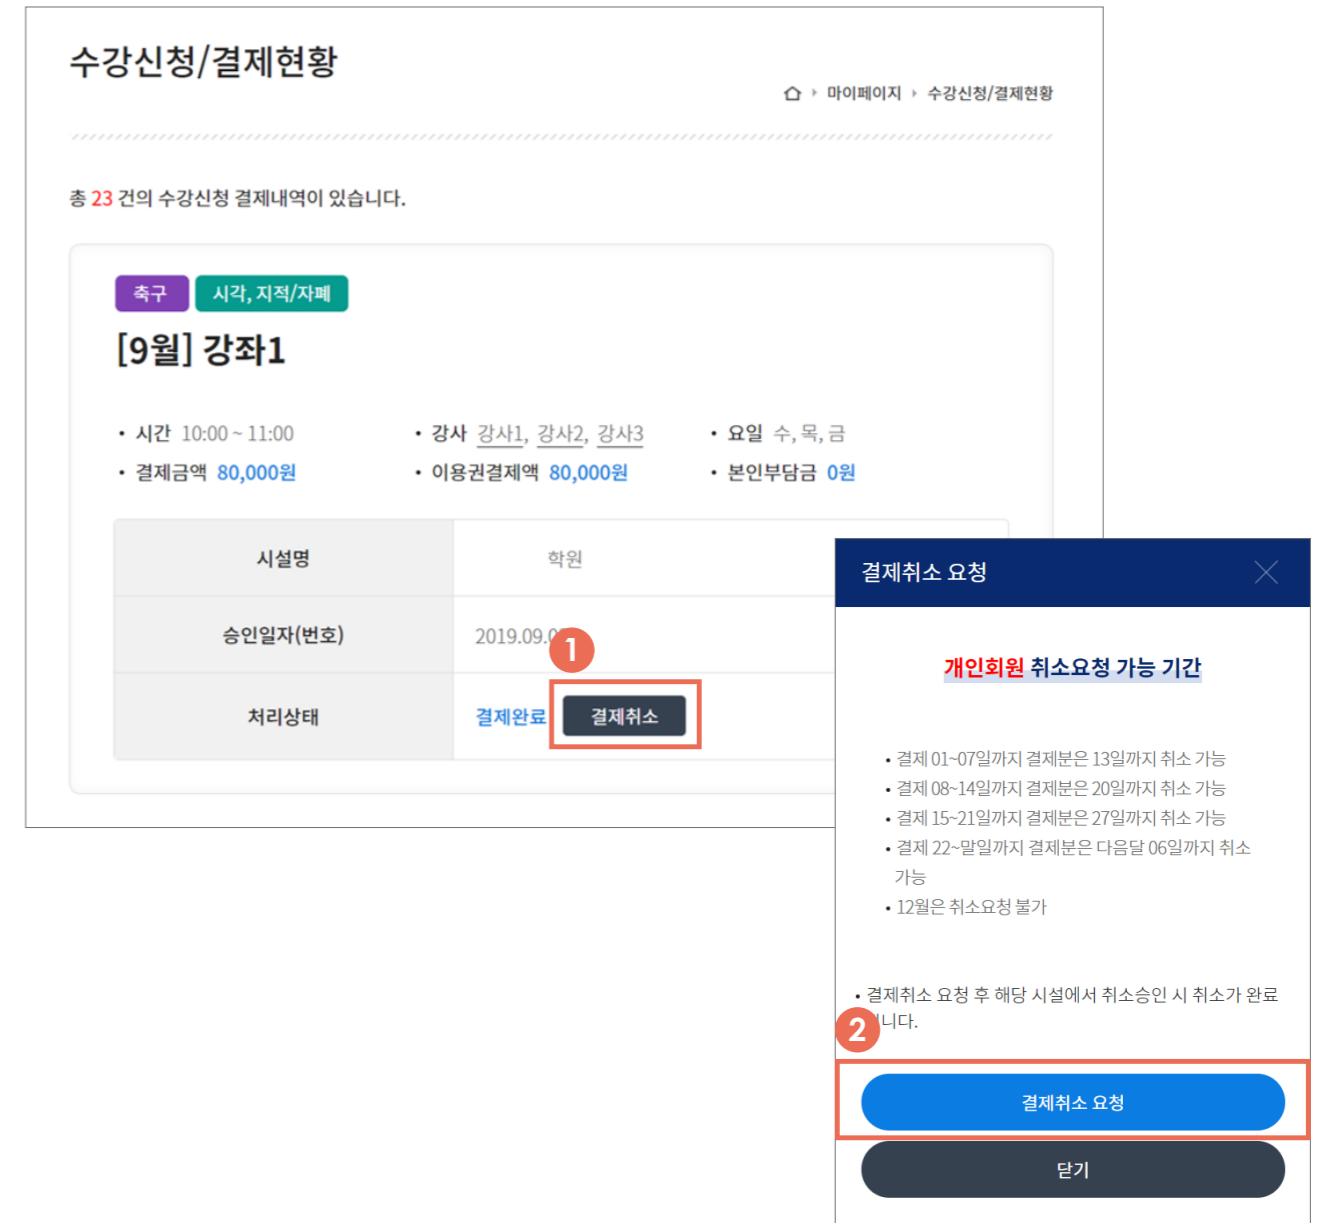 수강신청/결제현황
마이페이지 수강신청/결제현황
총 23 건의 수강신청 결제내역이 있습니다.
축구 시각, 지적/자폐
[9월] 강좌1
• 시간 10:00 ~ 11:00 • 강사 강사1, 강사2, 강사3 • 요일 수, 목, 금
• 결제금액 80,000원 • 이용권결제액 80,000원 • 본인부담금 0원
시설명 학원
승인일자(번호) 2019.09.
1
처리상태 결제완료 결제취소
결제취소 요청
개인회원 취소요청 가능 기간
• 결제 01~07일까지 결제분은 13일까지 취소 가능
• 결제 08~14일까지 결제분은 20일까지 취소 가능
• 결제 15~21일까지 결제분은 27일까지 취소 가능
• 결제 22~말일까지 결제분은 다음달 06일까지 취소
가능
• 12월은 취소요청 불가
• 결제취소 요청 후 해당 시설에서 취소승인 시 취소가 완료
니다.
2
결제취소 요청
닫기